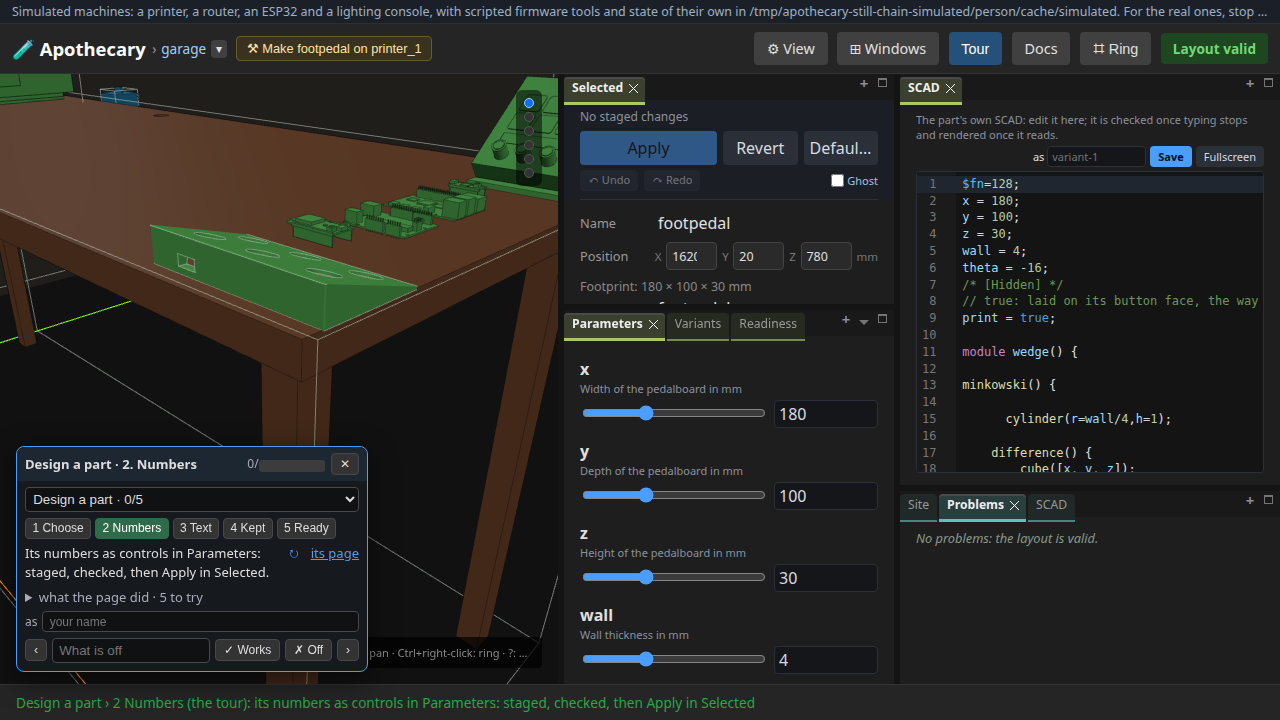 Simulated machines: a printer, a router, an ESP32 and a lighting console, with scripted firmware tools and state of their own in /tmp/apothecary-still-chain-simulated/person/cache/simulated. For the real ones, stop ...
Apothecary › garage ▾ ⚒ Make footpedal on printer_1 ⚙ View ⊞ Windows Tour Docs ⌗ Ring Layout valid
Selected
No staged changes
Apply Revert Defaul...
↶ Undo ↷ Redo Ghost
Name footpedal
Position X 1620 Y 20 Z 780 mm
Footprint: 180 × 100 × 30 mm
Parameters Variants Readiness
x
Width of the pedalboard in mm
180
y
Depth of the pedalboard in mm
100
z
Height of the pedalboard in mm
30
wall
Wall thickness in mm
4
SCAD
The part's own SCAD: edit it here; it is checked once typing stops
and rendered once it reads.
as variant-1 Save Fullscreen
1 $fn=128;
2 x = 180;
3 y = 100;
4 z = 30;
5 wall = 4;
6 theta = -16;
7 /* [Hidden] */
8 // true: laid on its button face, the way
9 print = true;
10
11 module wedge() {
12
13 minkowski() {
14
15 cylinder(r=wall/4,h=1);
16
17 difference() {
18 cube([x, y, z]);
Site Problems SCAD
No problems: the layout is valid.
Design a part · 2. Numbers 0/ ✕
Design a part · 0/5
1 Choose 2 Numbers 3 Text 4 Kept 5 Ready
Its numbers as controls in Parameters: ↻ its page
staged, checked, then Apply in Selected.
▶ what the page did · 5 to try
as your name
‹ What is off ✓ Works ✗ Off ›
pan · Ctrl+right-click: ring · ?: ...
Design a part › 2 Numbers (the tour): its numbers as controls in Parameters: staged, checked, then Apply in Selected